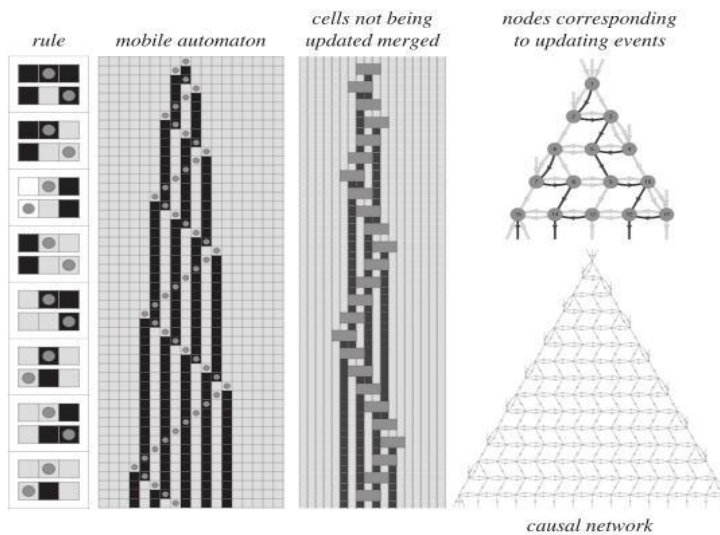 rule
mobile automaton
cells not being
updated merged
nodes corresponding
to updating events
causal network